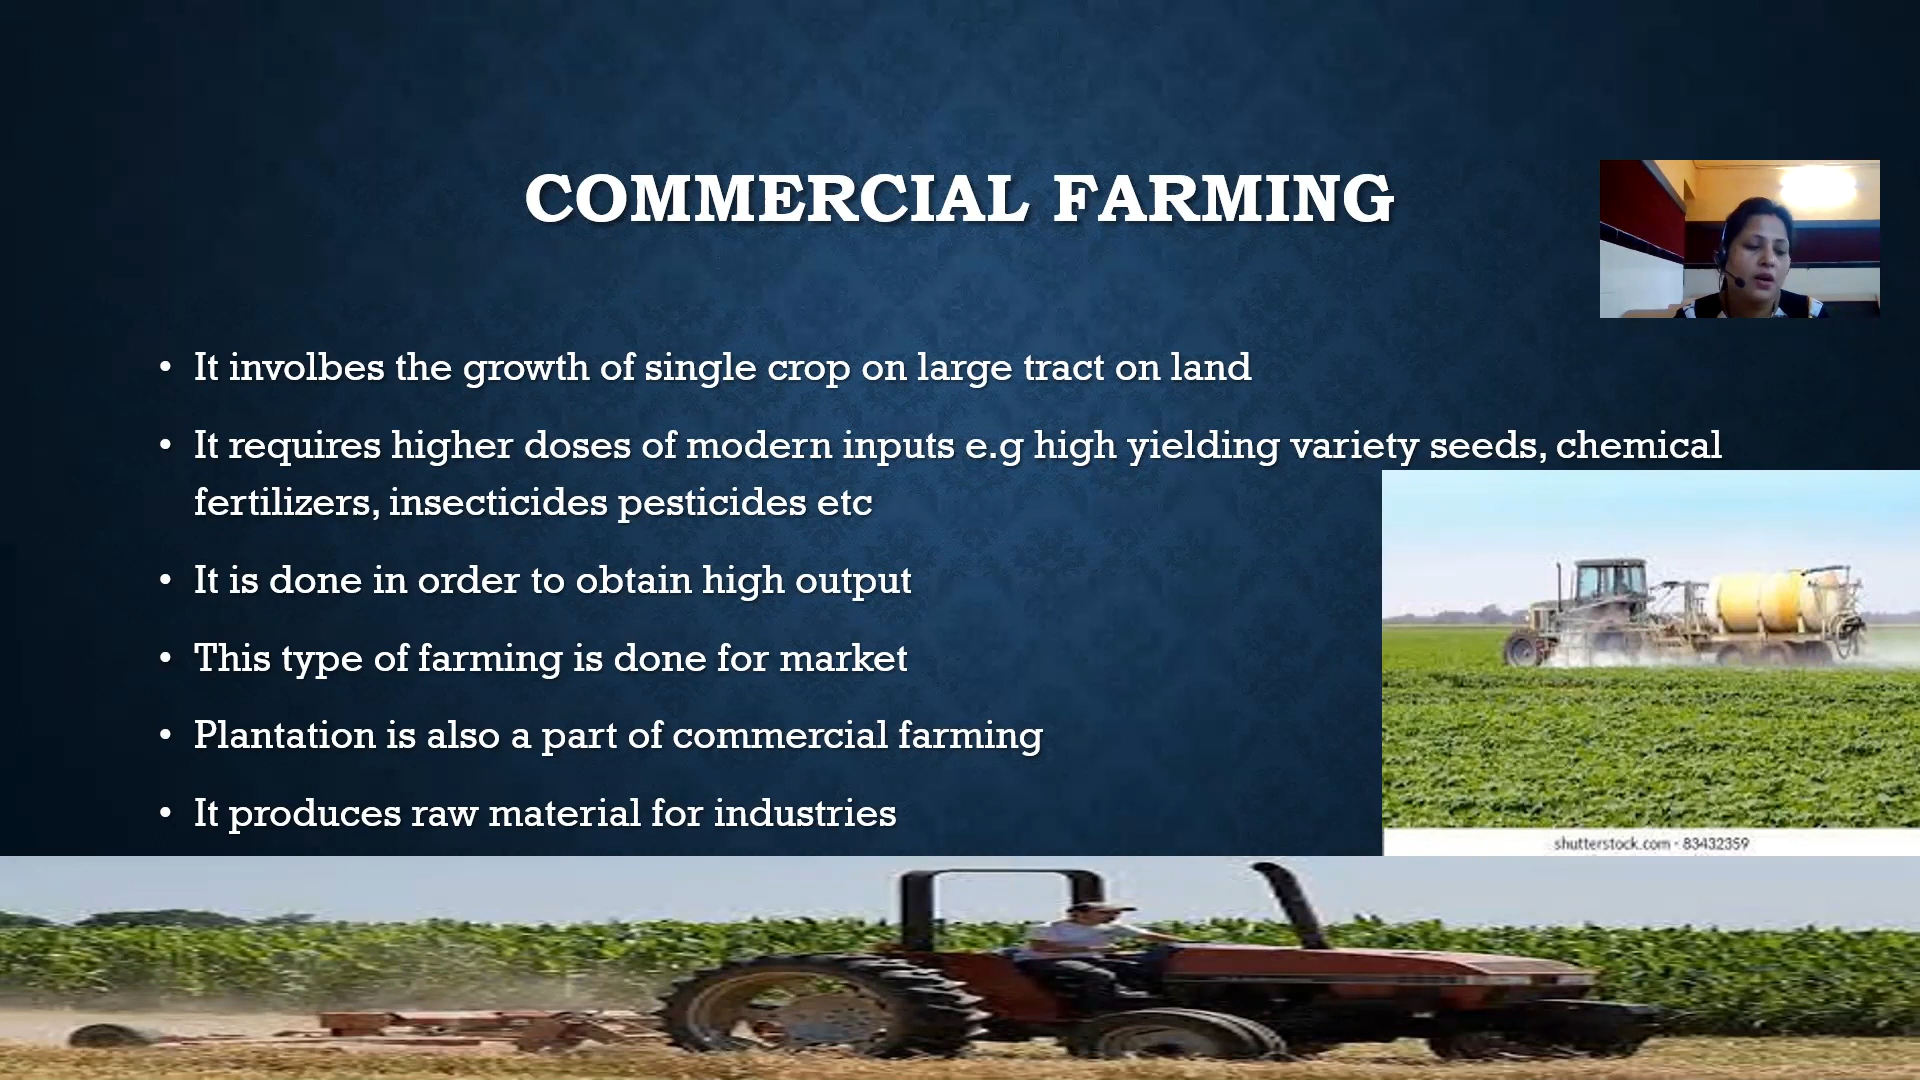 COMMERCIAL FARMING
• It involbes the growth of single crop on large tract on land
• It requires higher doses of modern inputs e.g high yielding variety seeds, chemical
fertilizers, insecticides pesticides etc
• It is done in order to obtain high output
• This type of farming is done for market
• Plantation is also a part of commercial farming
• It produces raw material for industries
shutterstock.com · 83432359